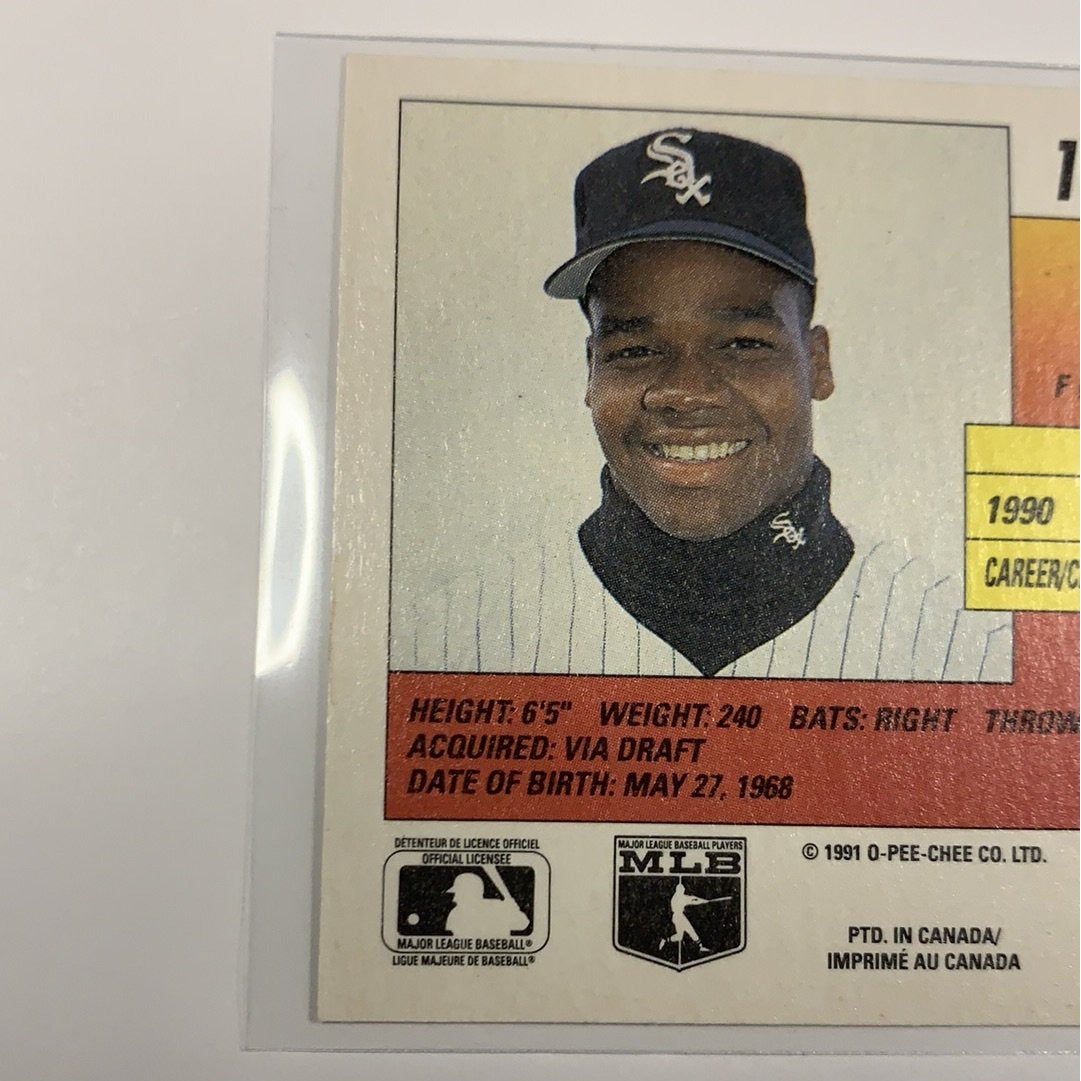 Sox
1
F
Sox
1990
CAREER/C
HEIGHT: 6'5" WEIGHT: 240 BATS: RIGHT THROW
ACQUIRED: VIA DRAFT
DATE OF BIRTH: MAY 27, 1968
DÉTENTEUR DE LICENCE OFFICIEL
OFFICIAL LICENSEE
MAJOR LEAGUE BASEBALL®
LIGUE MAJEURE DE BASEBALL®
MAJOR LEAGUE BASEBALL PLAYERS
MLB
© 1991 O-PEE-CHEE CO. LTD.
PTD. IN CANADA/
IMPRIMÉ AU CANADA